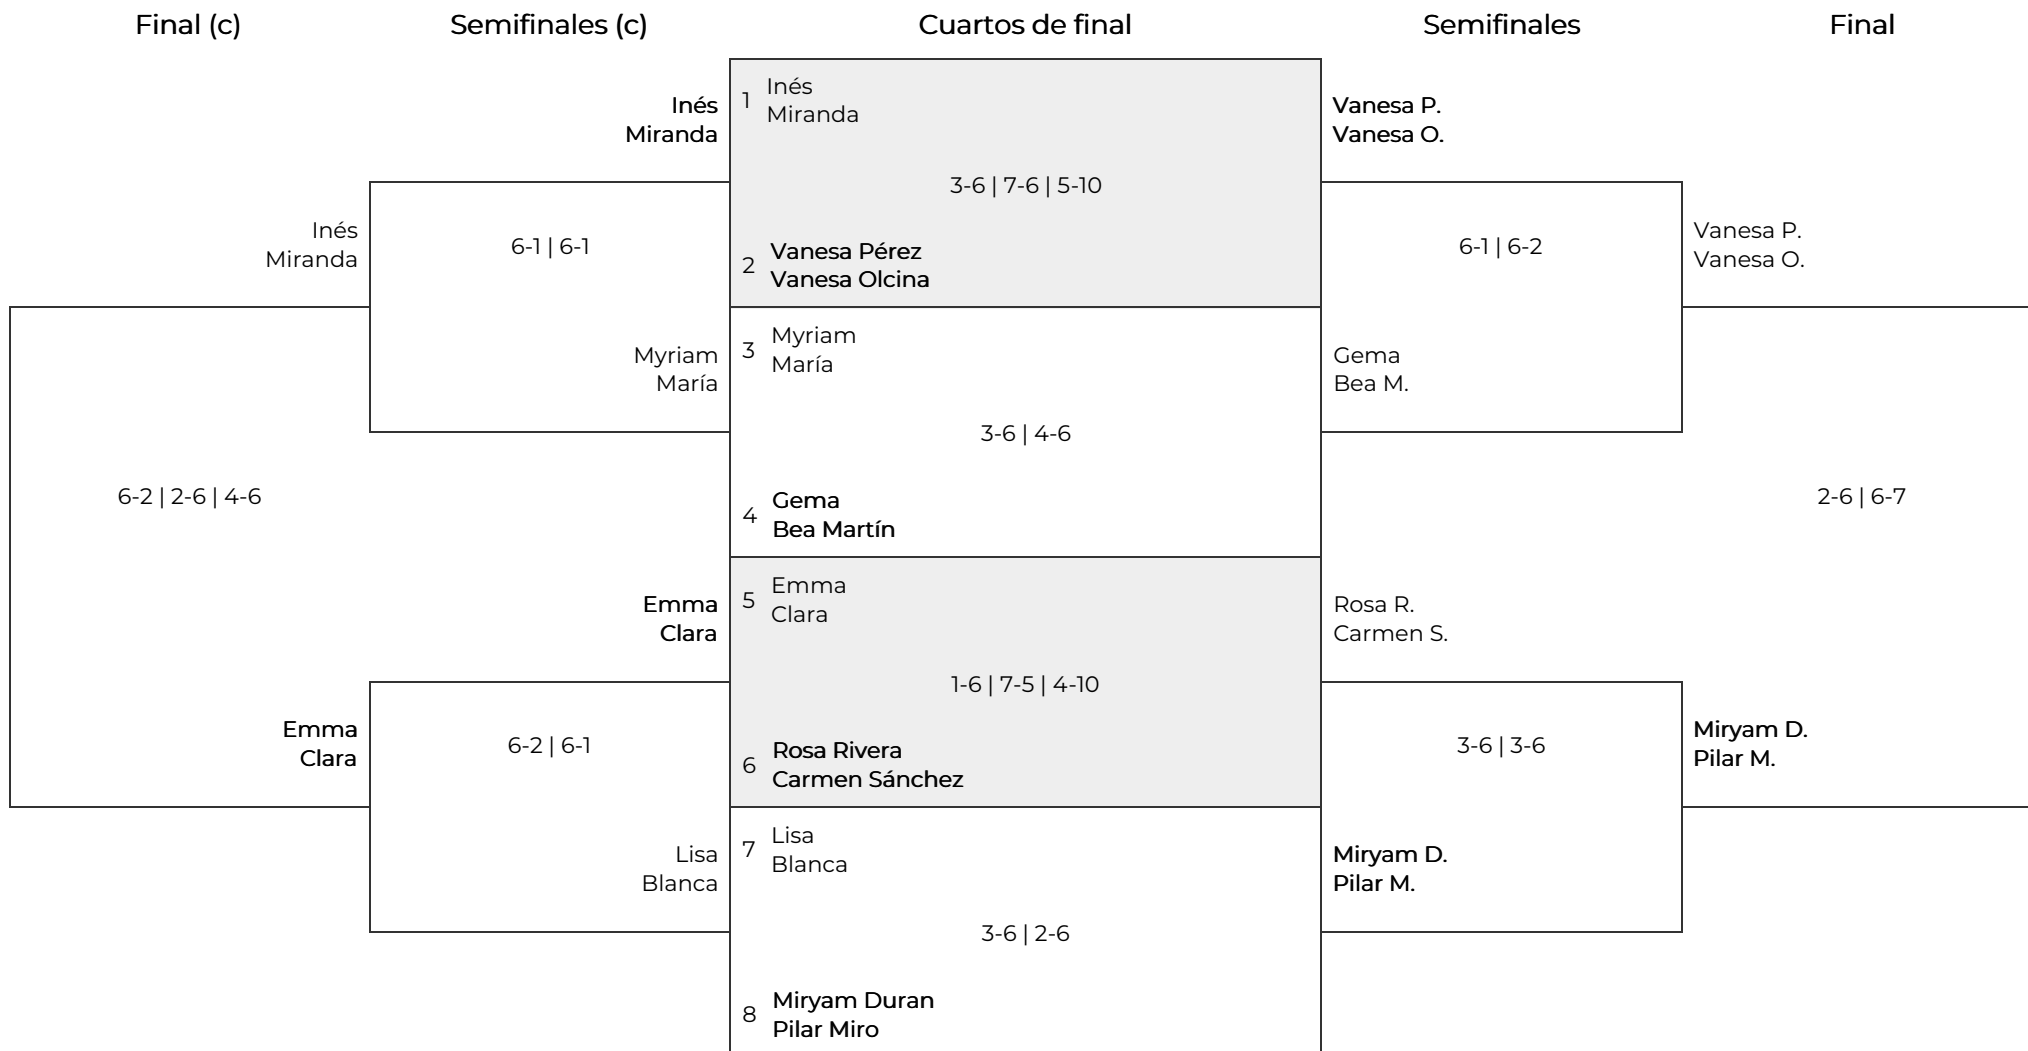 Final (c)
Semifinales (c)
Cuartos de final
Semifinales
Final
Inés
Miranda
6-2 | 2-6 | 4-6
Emma
Clara
Inés
Miranda
6-1 | 6-1
Myriam
María
Emma
Clara
6-2 | 6-1
Lisa
Blanca
1 Inés
Miranda
3-6 | 7-6 | 5-10
2 Vanesa Pérez
Vanesa Olcina
3 Myriam
María
3-6 | 4-6
4 Gema
Bea Martín
5 Emma
Clara
1-6 | 7-5 | 4-10
6 Rosa Rivera
Carmen Sánchez
7 Lisa
Blanca
3-6 | 2-6
8 Miryam Duran
Pilar Miro
Vanesa P.
Vanesa O.
6-1 | 6-2
Gema
Bea M.
Rosa R.
Carmen S.
3-6 | 3-6
Miryam D.
Pilar M.
Vanesa P.
Vanesa O.
2-6 | 6-7
Miryam D.
Pilar M.